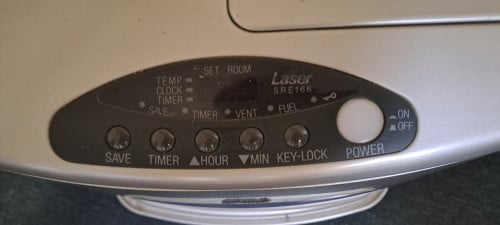 SET ROOM
TEMP
CLOCK
TIMER
Laser
SRE166
SAVE TIMER VENT FUEL
SAVE TIMER ▲HOUR ▼MIN KEY-LOCK POWER
ON
OFF